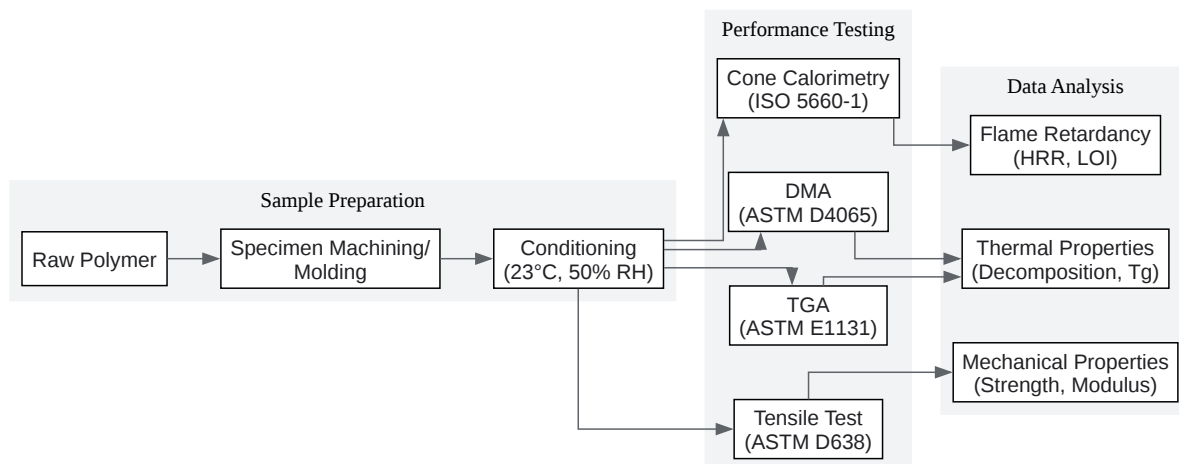 Sample Preparation
Raw Polymer
Specimen Machining/
Molding
Conditioning
(23°C, 50% RH)
Performance Testing
Cone Calorimetry
(ISO 5660-1)
DMA
(ASTM D4065)
TGA
(ASTM E1131)
Tensile Test
(ASTM D638)
Data Analysis
Flame Retardancy
(HRR, LOI)
Thermal Properties
(Decomposition, Tg)
Mechanical Properties
(Strength, Modulus)